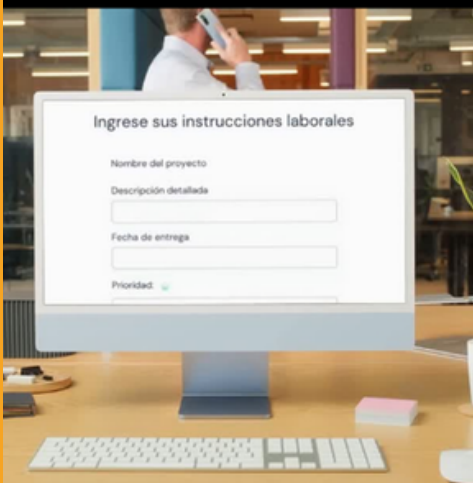 Ingrese sus instrucciones laborales
Nombre del proyecto
Descripción detallada
Fecha de entrega
Prioridad: